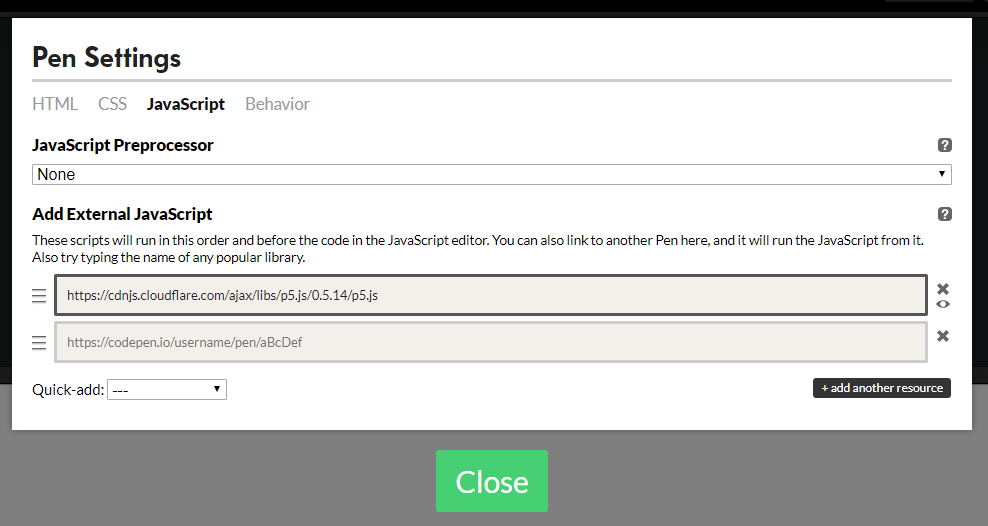 Pen Settings
HTML CSS JavaScript Behavior
JavaScript Preprocessor
?
None
Add External JavaScript
?
These scripts will run in this order and before the code in the JavaScript editor. You can also link to another Pen here, and it will run the JavaScript from it.
Also try typing the name of any popular library.
https://cdnjs.cloudflare.com/ajax/libs/p5.js/0.5.14/p5.js
https://codepen.io/username/pen/aBcDef
Quick-add: ---
+ add another resource
Close